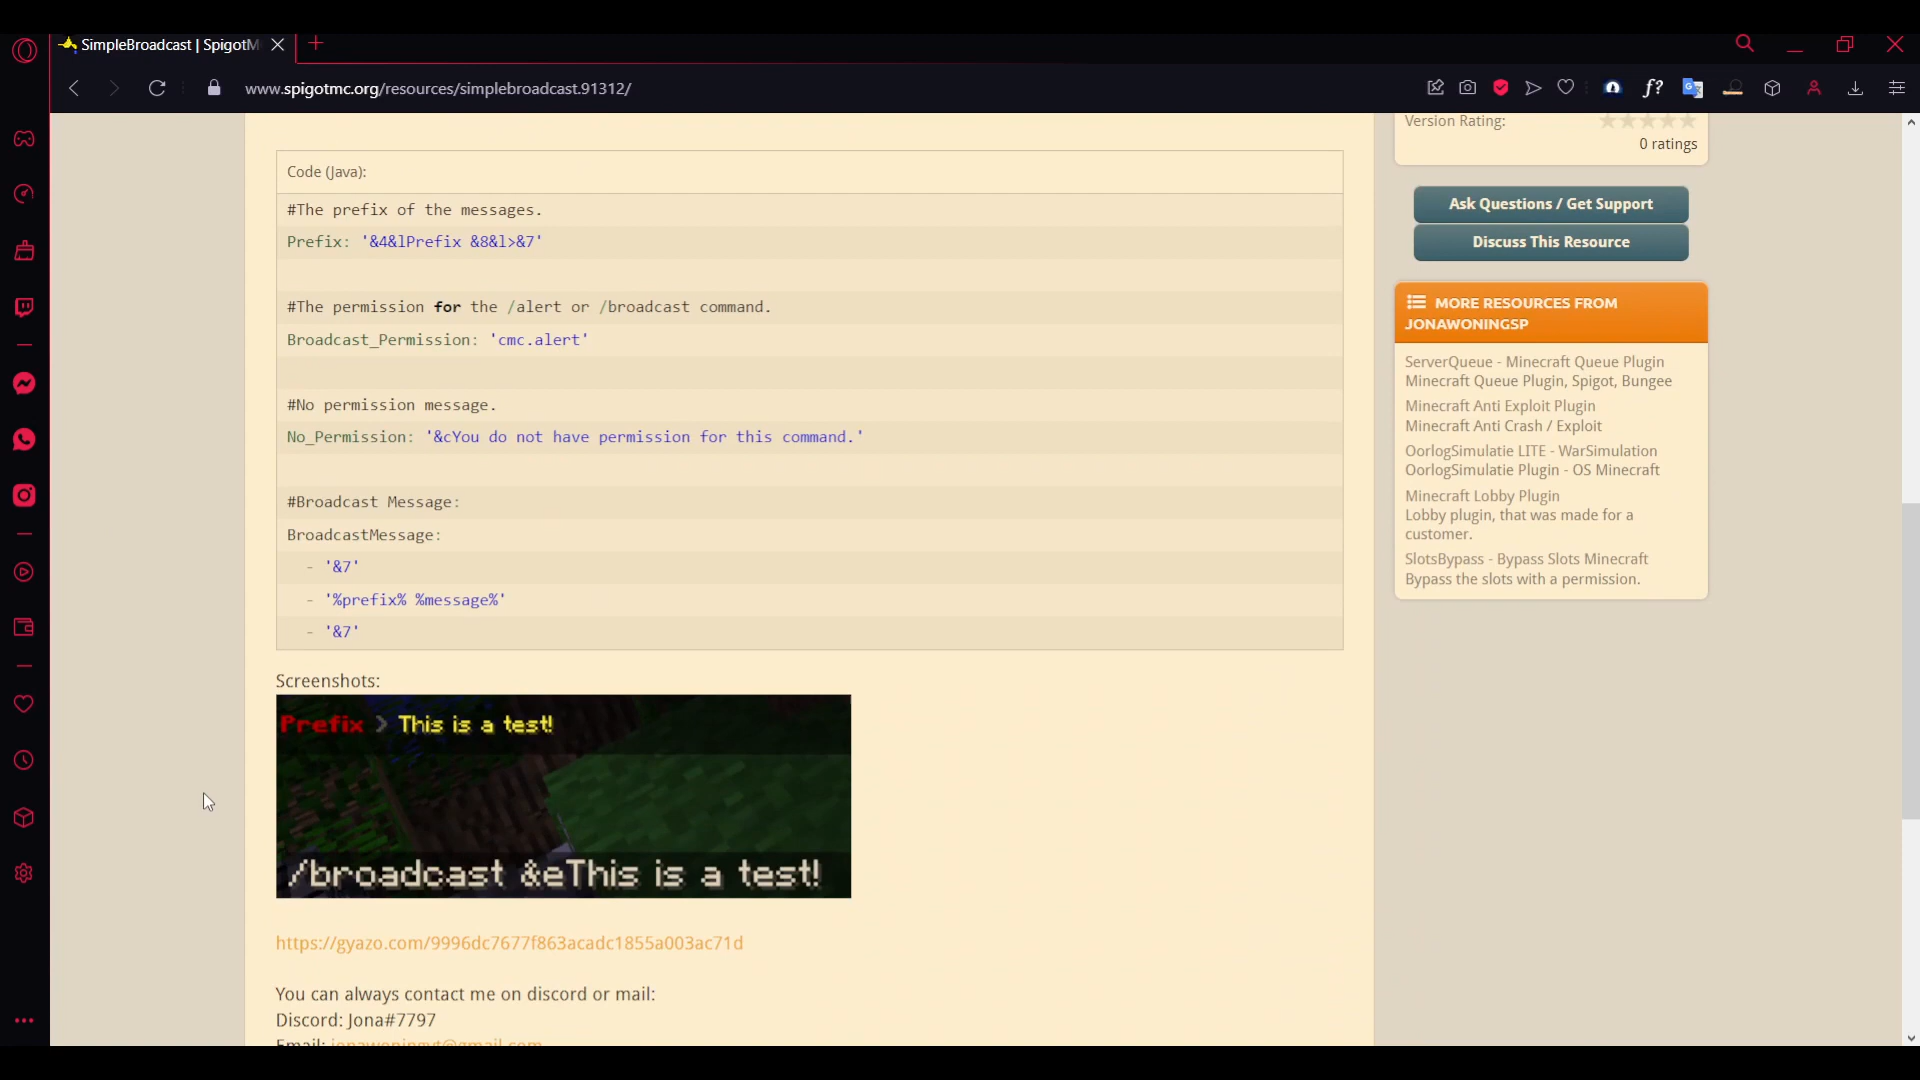 SimpleBroadcast | SpigotM
www.spigotmc.org/resources/simplebroadcast.91312/
Version Rating:
0 ratings
Code (Java):
#The prefix of the messages.
Prefix: '&4&lPrefix &8&l>&7'
#The permission for the /alert or /broadcast command.
Broadcast_Permission: 'cmc.alert'
#No permission message.
No_Permission: '&cYou do not have permission for this command.'
#Broadcast Message:
BroadcastMessage:
- '&7'
- '%prefix% %message%'
- '&7'
Screenshots:
Prefix > This is a test!
/broadcast &eThis is a test!
https://gyazo.com/9996dc7677f863acadc1855a003ac71d
You can always contact me on discord or mail:
Discord: Jona#7797
Email: jonawoningyt@gmail.com
Ask Questions / Get Support
Discuss This Resource
MORE RESOURCES FROM
JONAWONINGSP
ServerQueue - Minecraft Queue Plugin
Minecraft Queue Plugin, Spigot, Bungee
Minecraft Anti Exploit Plugin
Minecraft Anti Crash / Exploit
OorlogSimulatie LITE - WarSimulation
OorlogSimulatie Plugin - OS Minecraft
Minecraft Lobby Plugin
Lobby plugin, that was made for a
customer.
SlotsBypass - Bypass Slots Minecraft
Bypass the slots with a permission.